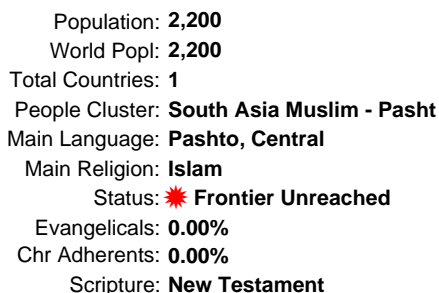 Population: 2,200
World Popl: 2,200
Total Countries: 1
People Cluster: South Asia Muslim - Pasht
Main Language: Pashto, Central
Main Religion: Islam
Status: Frontier Unreached
Evangelicals: 0.00%
Chr Adherents: 0.00%
Scripture: New Testament